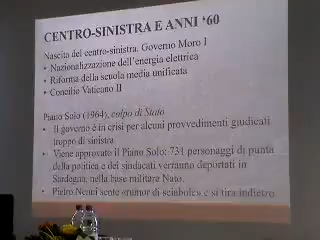 CENTRO-SINISTRA E ANNI ‘60
Nascita del centro-sinistra. Governo Moro I
• Nazionalizzazione dell’energia elettrica
• Riforma della scuola media unificata
• Concilio Vaticano II
Piano Solo (1964), colpo di Stato
• Il governo è in crisi per alcuni provvedimenti giudicati
troppo di sinistra
• Viene approvato il Piano Solo: 731 personaggi di punta
della politica e dei sindacati verranno deportati in
Sardegna, nella base militare Nato.
• Pietro Nenni sente «rumor di sciabole» e si tira indietro